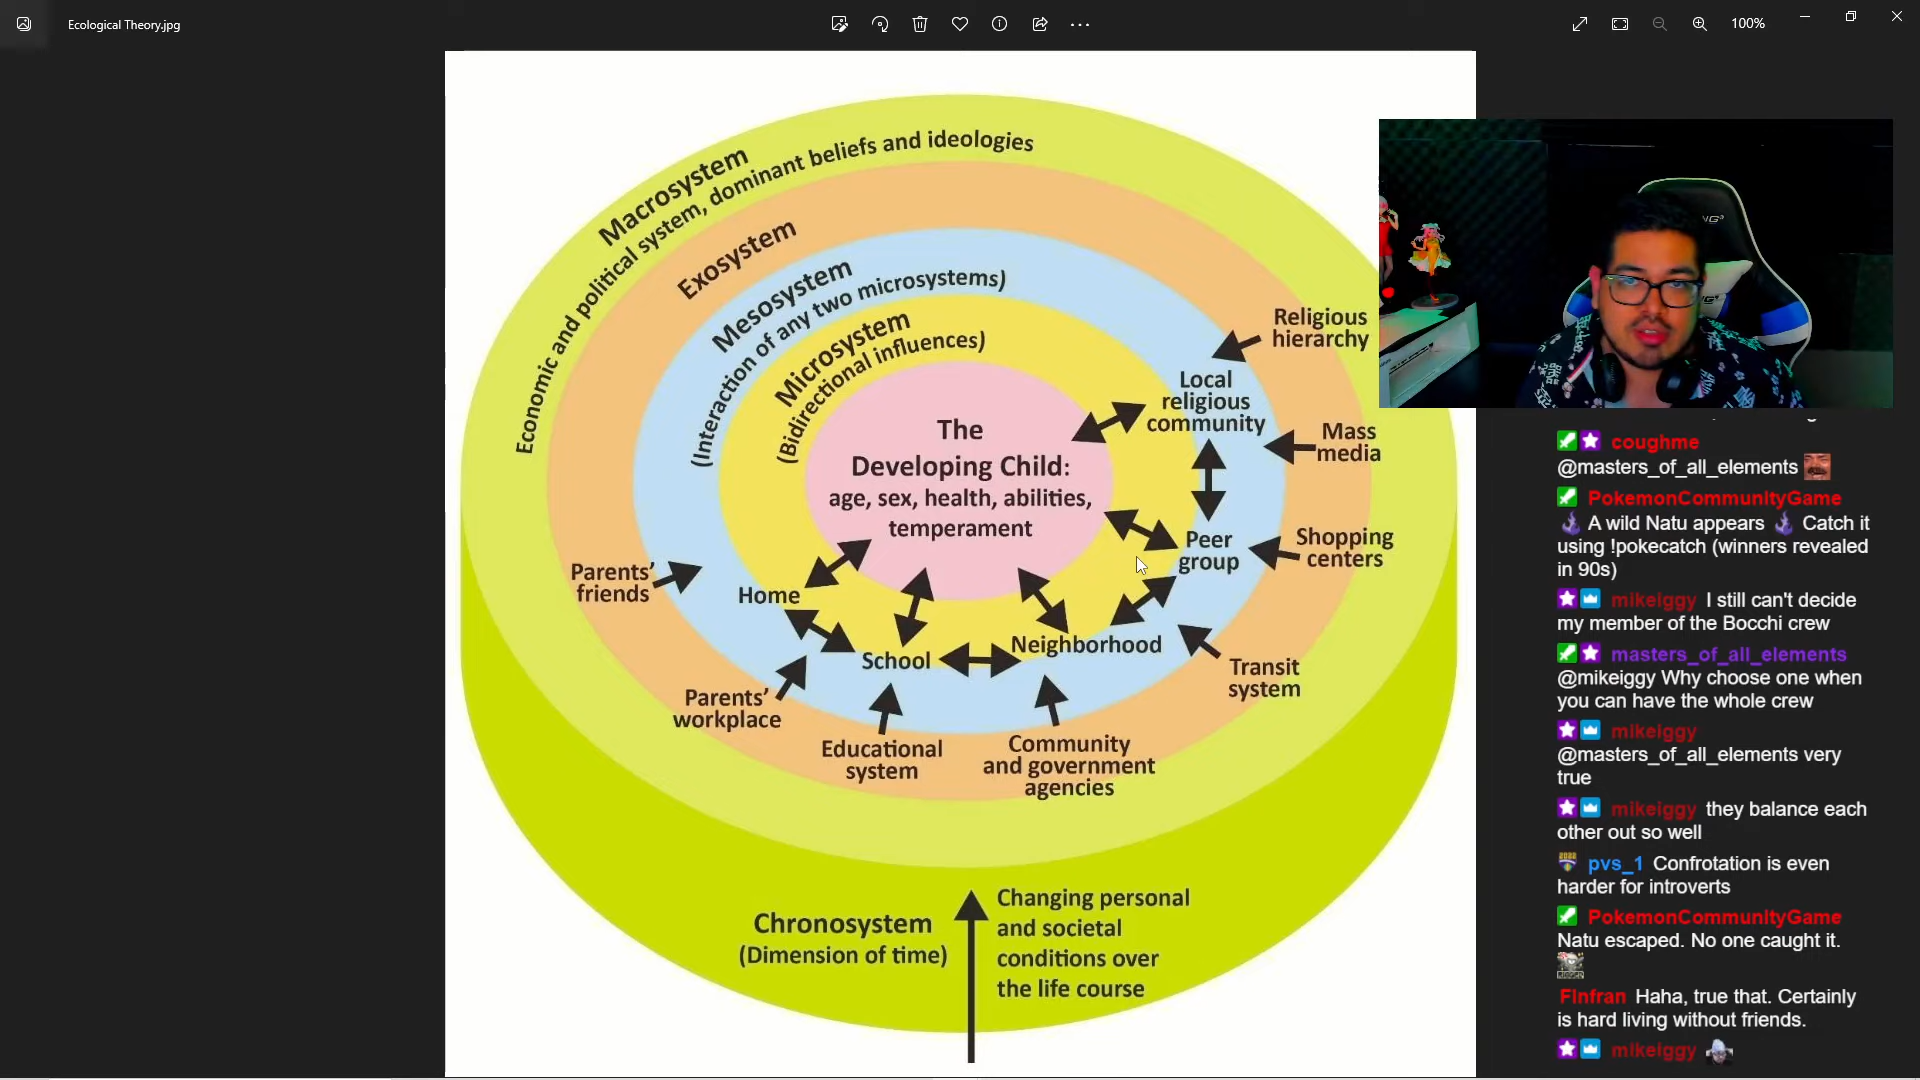 Ecological Theory.jpg
100%
Macrosystem
Economic and political system, dominant beliefs and ideologies
Exosystem
Mesosystem
(Interaction of any two microsystems)
Microsystem
(Bidirectional influences)
The
Developing Child:
age, sex, health, abilities,
temperament
Religious
hierarchy
Local
religious
community
Mass
media
Peer
group
Shopping
centers
Parents'
friends
Home
School
Neighborhood
Transit
system
Parents'
workplace
Educational
system
Community
and government
agencies
Chronosystem
(Dimension of time)
Changing personal
and societal
conditions over
the life course
coughme
@masters_of_all_elements
PokemonCommunityGame
A wild Natu appears Catch it
using !pokecatch (winners revealed
in 90s)
mikeiggy I still can't decide
my member of the Bocchi crew
masters_of_all_elements
@mikeiggy Why choose one when
you can have the whole crew
mikeiggy
@masters_of_all_elements very
true
mikeiggy they balance each
other out so well
pvs_1 Confrotation is even
harder for introverts
PokemonCommunityGame
Natu escaped. No one caught it.
Finfran Haha, true that. Certainly
is hard living without friends.
mikeiggy